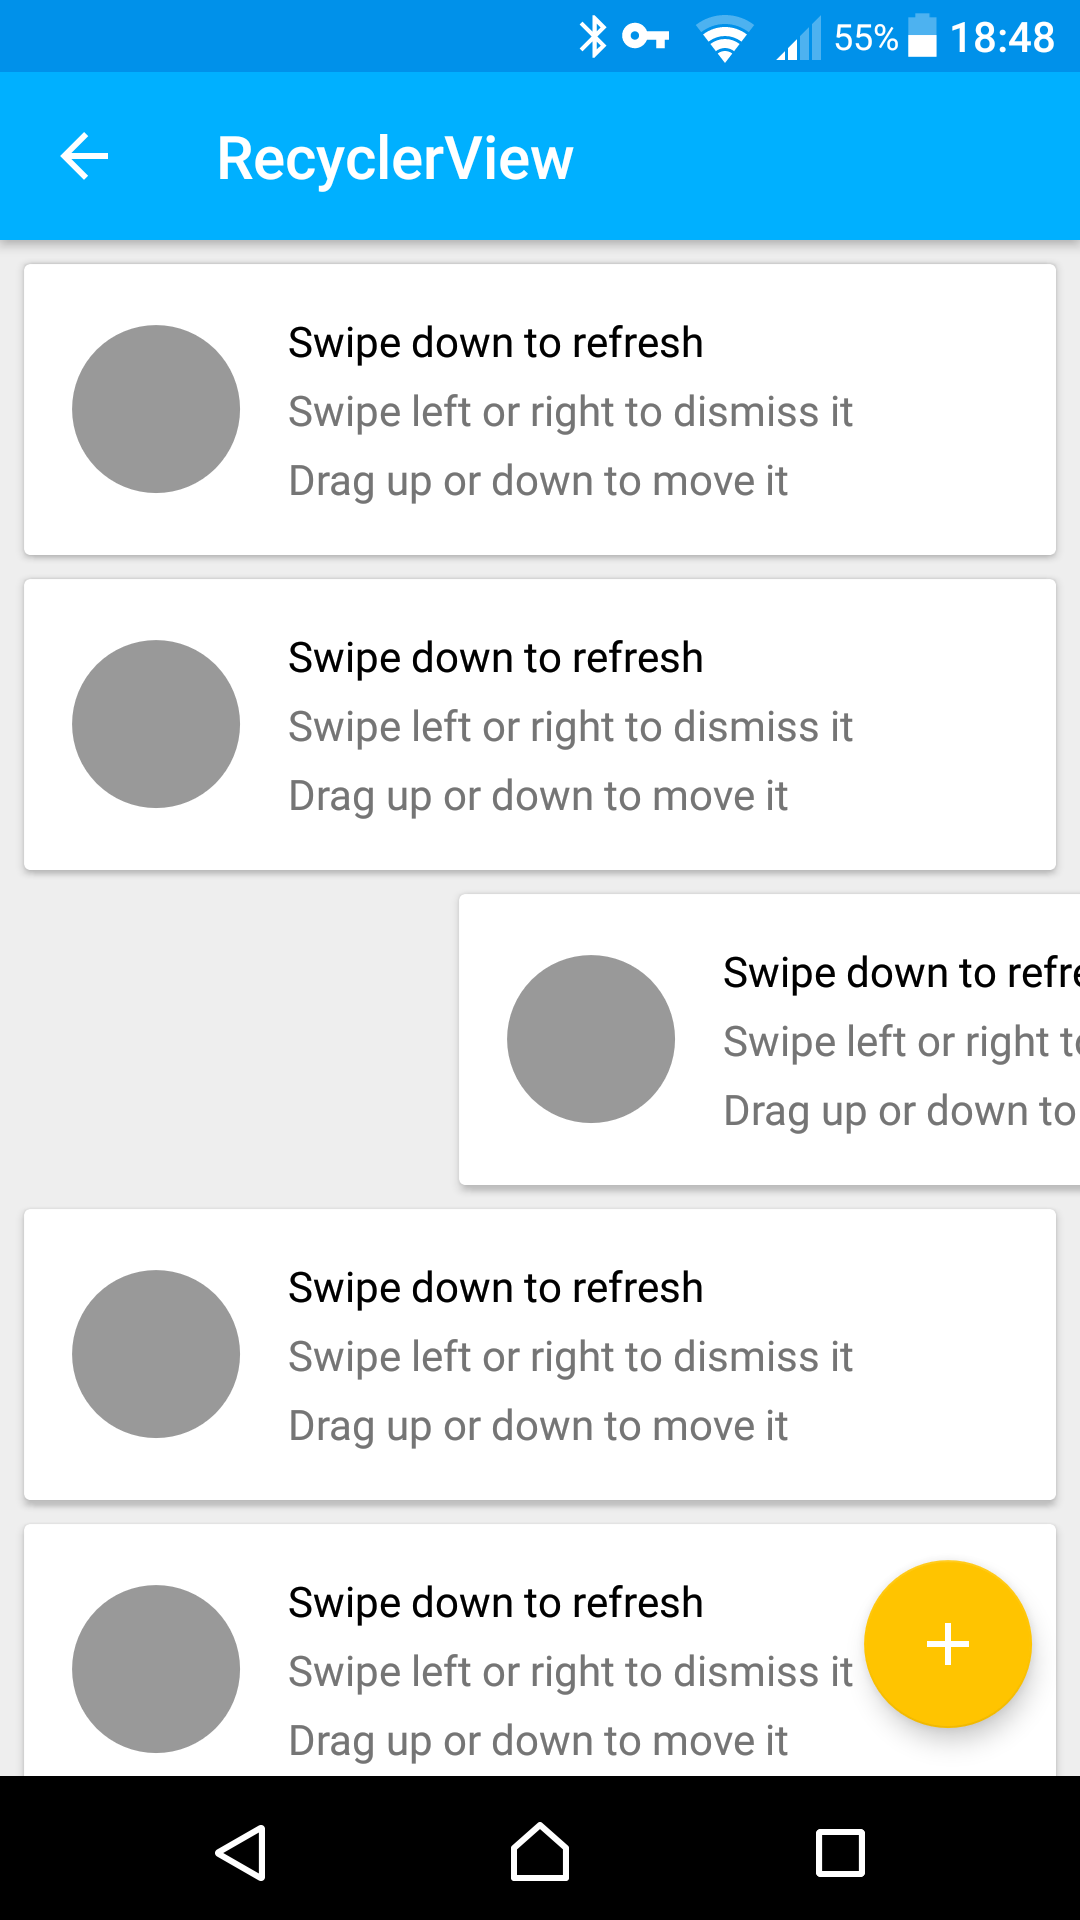 55% 18:48
RecyclerView
Swipe down to refresh
Swipe left or right to dismiss it
Drag up or down to move it
Swipe down to refresh
Swipe left or right to dismiss it
Drag up or down to move it
Swipe down to refre
Swipe left or right to
Drag up or down to
Swipe down to refresh
Swipe left or right to dismiss it
Drag up or down to move it
Swipe down to refresh
Swipe left or right to dismiss it
Drag up or down to move it